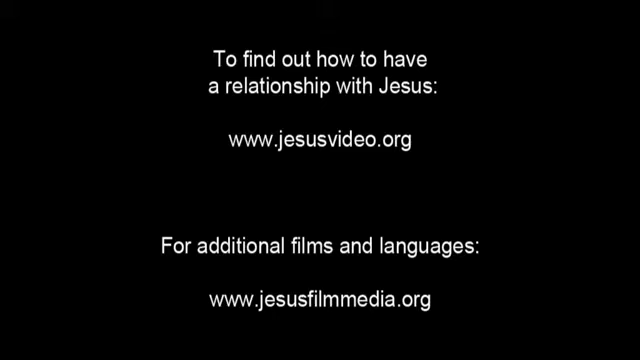 To find out how to have
a relationship with Jesus:
www.jesusvideo.org
For additional films and languages:
www.jesusfilmmedia.org